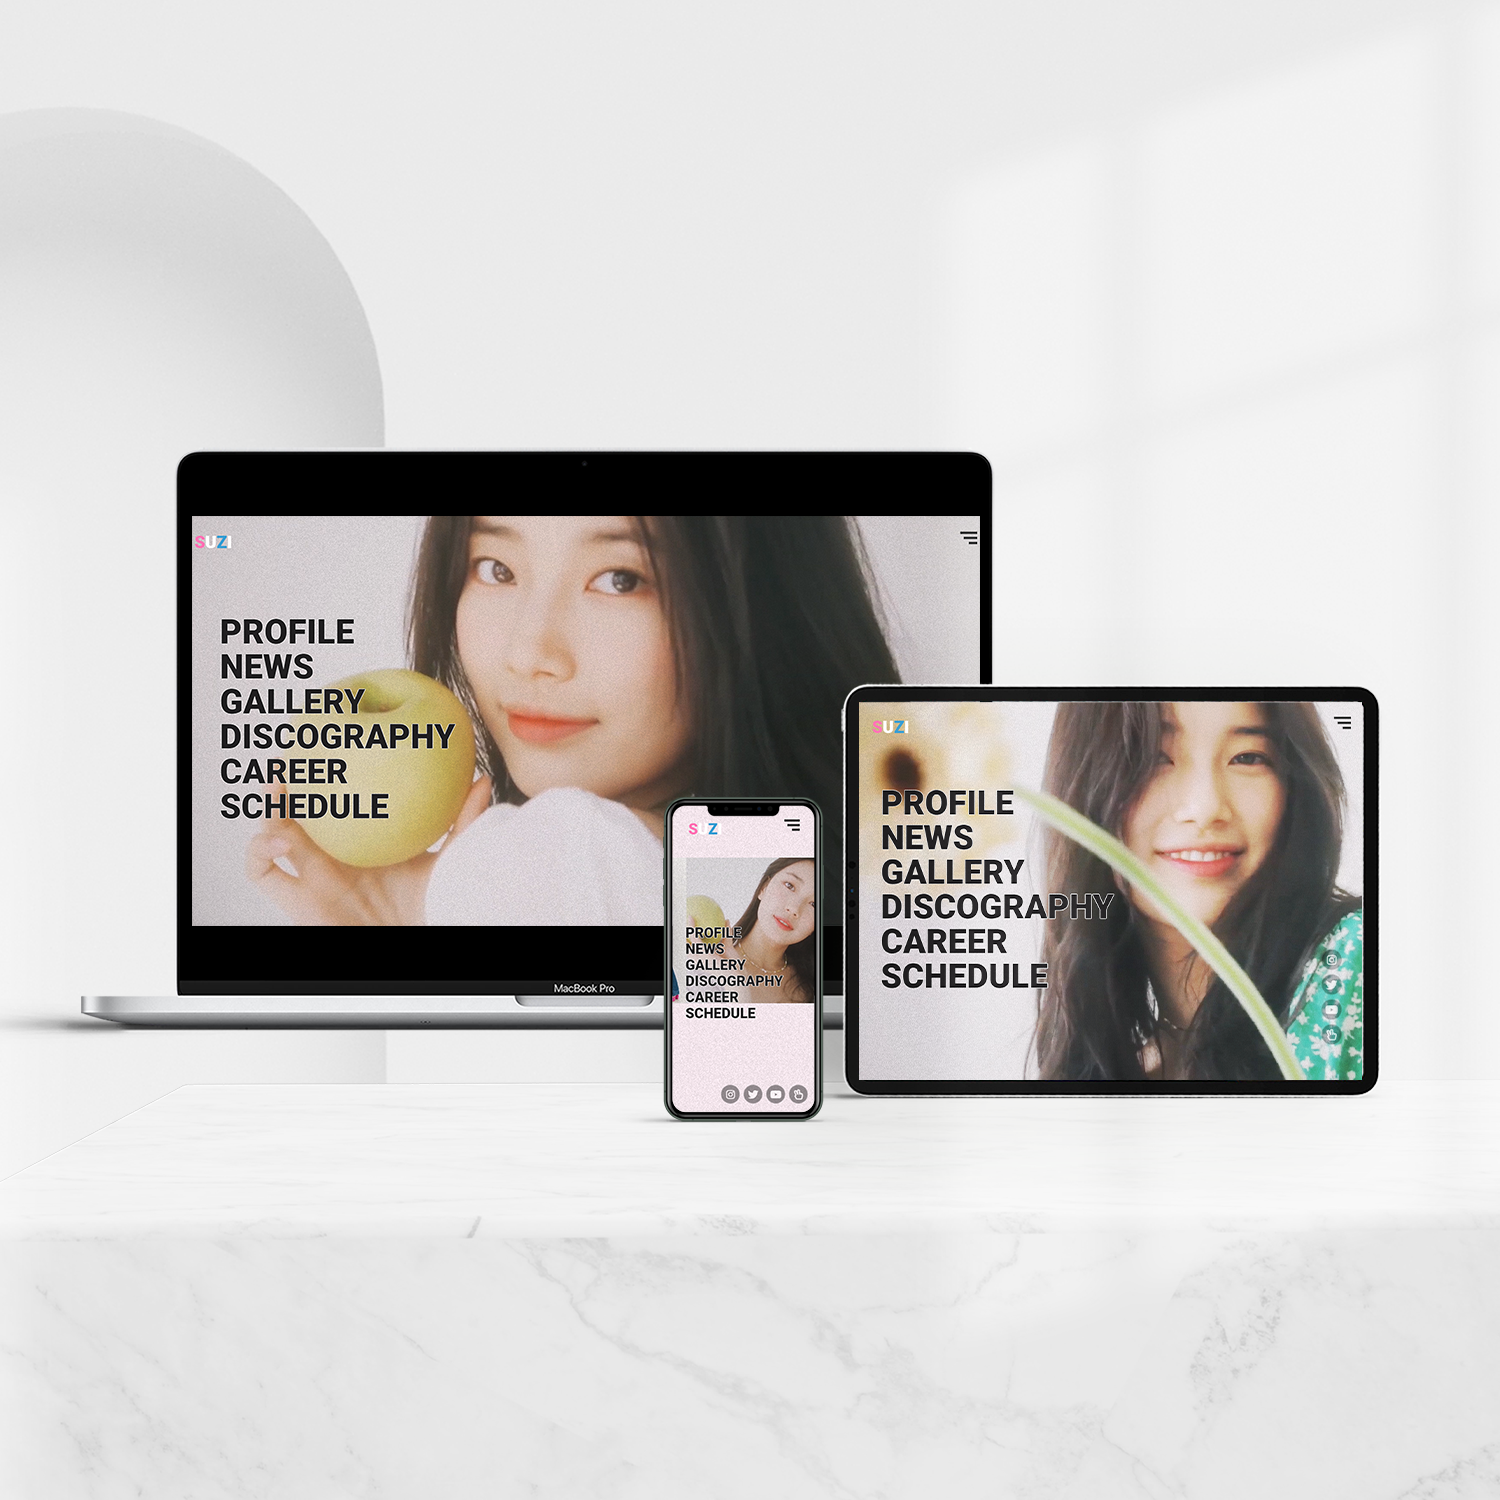 SUZI
PROFILE
NEWS
GALLERY
DISCOGRAPHY
CAREER
SCHEDULE
MacBook Pro
SUZI
PROFILE
NEWS
GALLERY
DISCOGRAPHY
CAREER
SCHEDULE
SUZI
PROFILE
NEWS
GALLERY
DISCOGRAPHY
CAREER
SCHEDULE